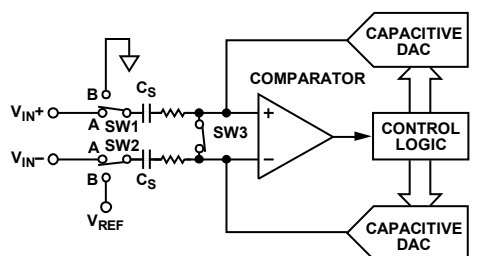 CAPACITIVE
DAC
B
COMPARATOR
CS
VIN+
A SW1
+
SW3
CONTROL
LOGIC
VIN–
A SW2
–
B
CS
VREF
CAPACITIVE
DAC